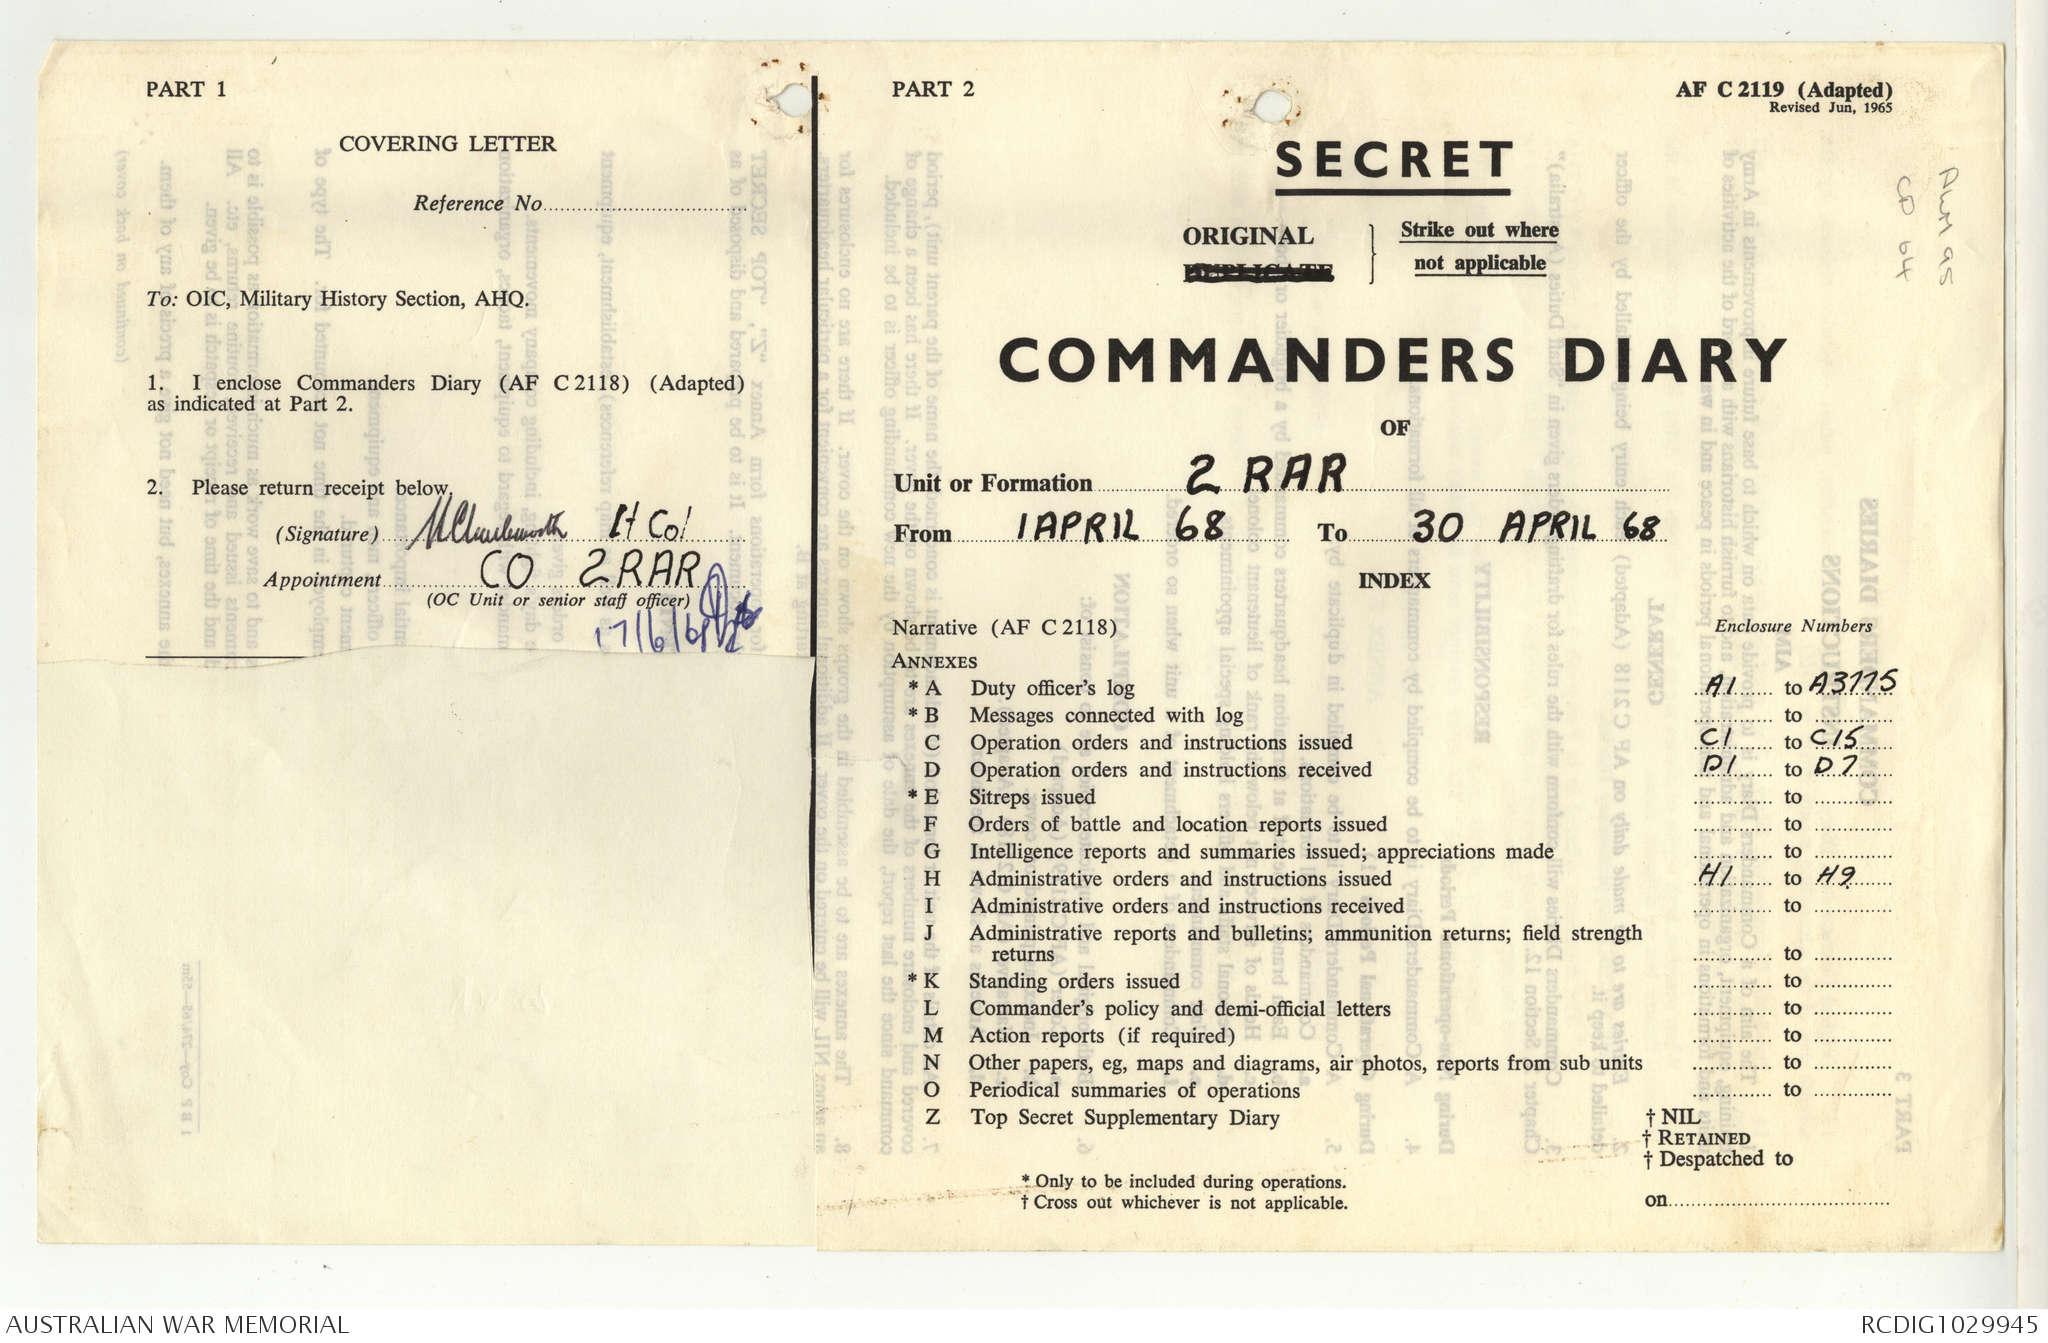 PART 1
COVERING LETTER
Reference No
To: OIC, Military History Section, AHQ.
1. I enclose Commanders Diary (AF C 2118) (Adapted)
as indicated at Part 2.
2. Please return receipt below.
(Signature) Lt Col
Appointment CO 2RAR
(OC Unit or senior staff officer)
17/6/68
PART 2
AF C 2119 (Adapted)
Revised Jun, 1965
SECRET
ORIGINAL
DUPLICATE
Strike out where
not applicable
AWM 95
CD 64
COMMANDERS DIARY
OF
Unit or Formation 2 RAR
From 1 APRIL 68 To 30 APRIL 68
INDEX
Narrative (AF C 2118) Enclosure Numbers
ANNEXES
* A Duty officer's log A1 to A3775
* B Messages connected with log to
C Operation orders and instructions issued C1 to C15
D Operation orders and instructions received D1 to D7
* E Sitreps issued to
F Orders of battle and location reports issued to
G Intelligence reports and summaries issued; appreciations made to
H Administrative orders and instructions issued H1 to H9
I Administrative orders and instructions received to
J Administrative reports and bulletins; ammunition returns; field strength
returns to
* K Standing orders issued to
L Commander's policy and demi-official letters to
M Action reports (if required) to
N Other papers, eg, maps and diagrams, air photos, reports from sub units to
O Periodical summaries of operations to
Z Top Secret Supplementary Diary † NIL
† RETAINED
† Despatched to
* Only to be included during operations.
† Cross out whichever is not applicable.
on
AUSTRALIAN WAR MEMORIAL
RCDIG1029945